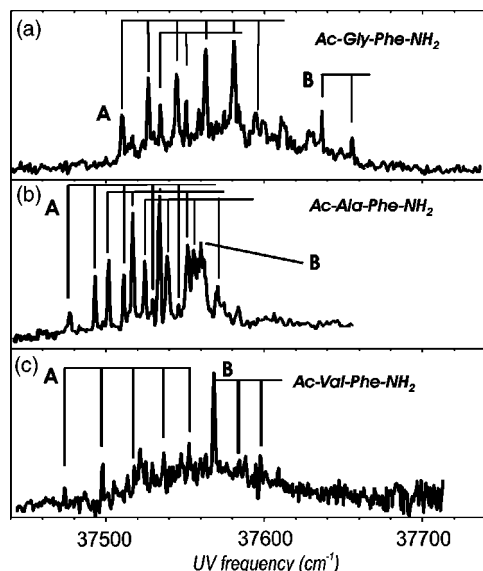 (a)
Ac-Gly-Phe-NH2
B
A
(b)
A
Ac-Ala-Phe-NH2
B
(c)
A
B
Ac-Val-Phe-NH2
37500 37600 37700
UV frequency (cm⁻¹)